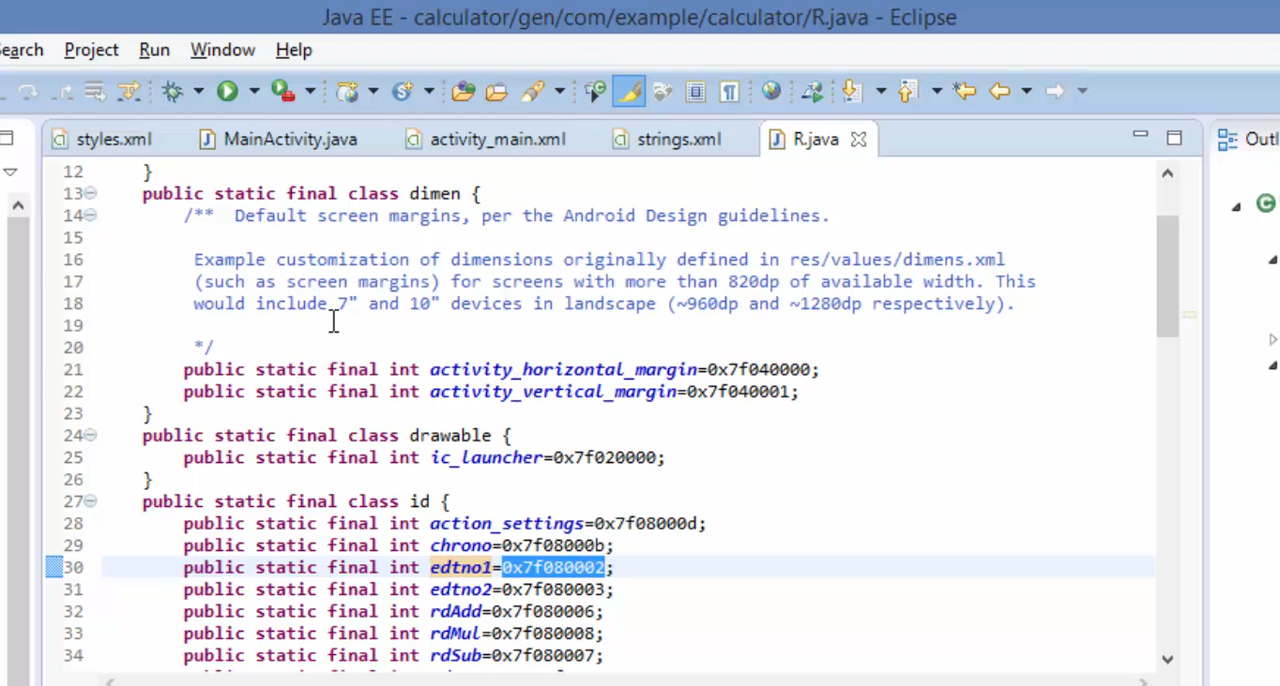 Java EE - calculator/gen/com/example/calculator/R.java - Eclipse
Search Project Run Window Help
styles.xml MainActivity.java activity_main.xml strings.xml R.java Outl
12 }
13 public static final class dimen {
14 /** Default screen margins, per the Android Design guidelines.
15
16 Example customization of dimensions originally defined in res/values/dimens.xml
17 (such as screen margins) for screens with more than 820dp of available width. This
18 would include 7" and 10" devices in landscape (~960dp and ~1280dp respectively).
19
20 */
21 public static final int activity_horizontal_margin=0x7f040000;
22 public static final int activity_vertical_margin=0x7f040001;
23 }
24 public static final class drawable {
25 public static final int ic_launcher=0x7f020000;
26 }
27 public static final class id {
28 public static final int action_settings=0x7f08000d;
29 public static final int chrono=0x7f08000b;
30 public static final int edtno1=0x7f080002;
31 public static final int edtno2=0x7f080003;
32 public static final int rdAdd=0x7f080006;
33 public static final int rdMul=0x7f080008;
34 public static final int rdSub=0x7f080007;